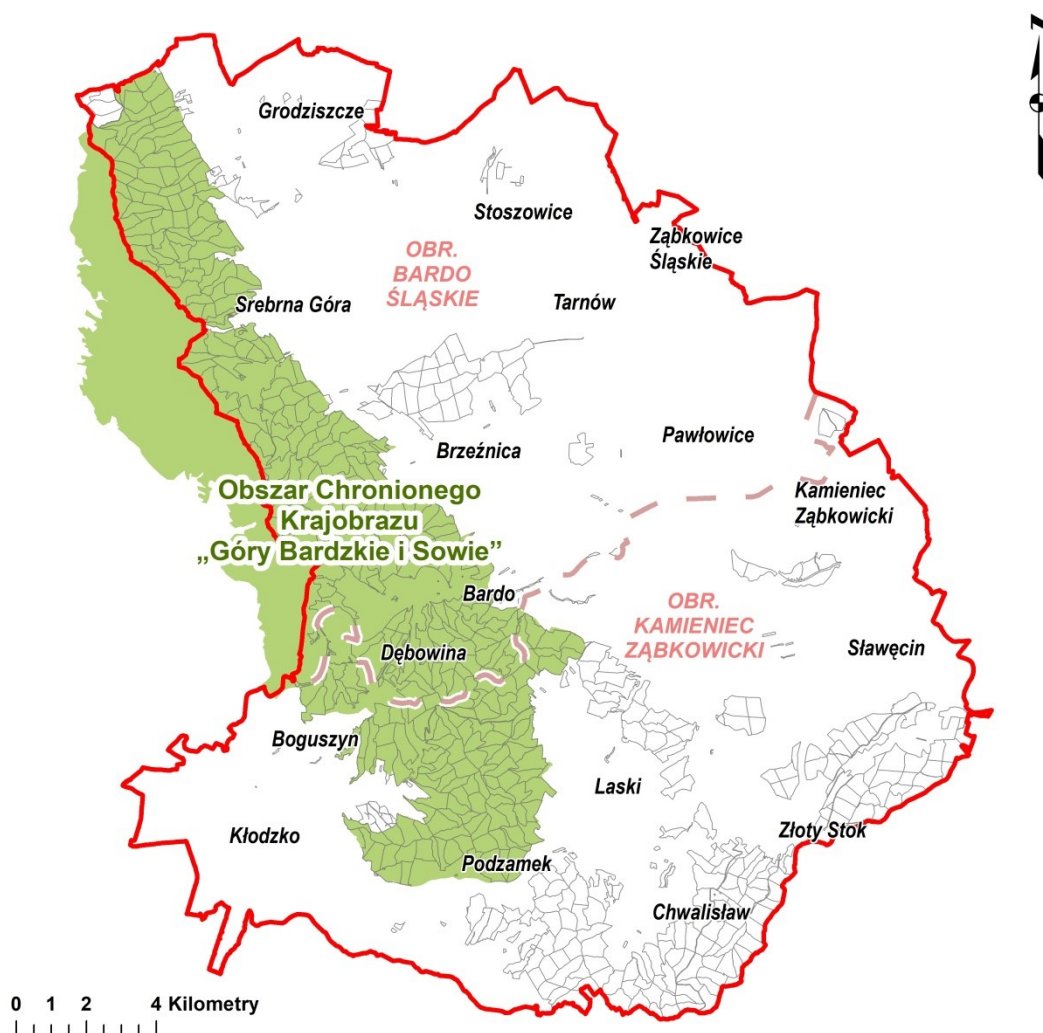 Grodziszcze
Stoszowice
Ząbkowice
Śląskie
OBR.
BARDO
ŚLĄSKIE
Srebrna Góra
Tarnów
Brzeźnica
Pawłowice
Kamieniec
Ząbkowicki
Obszar Chronionego
Krajobrazu
„Góry Bardzkie i Sowie”
Bardo
OBR.
KAMIENIEC
ZĄBKOWICKI
Dębowina
Sławęcin
Boguszyn
Laski
Kłodzko
Złoty Stok
Podzamek
Chwalisław
0 1 2 4 Kilometry